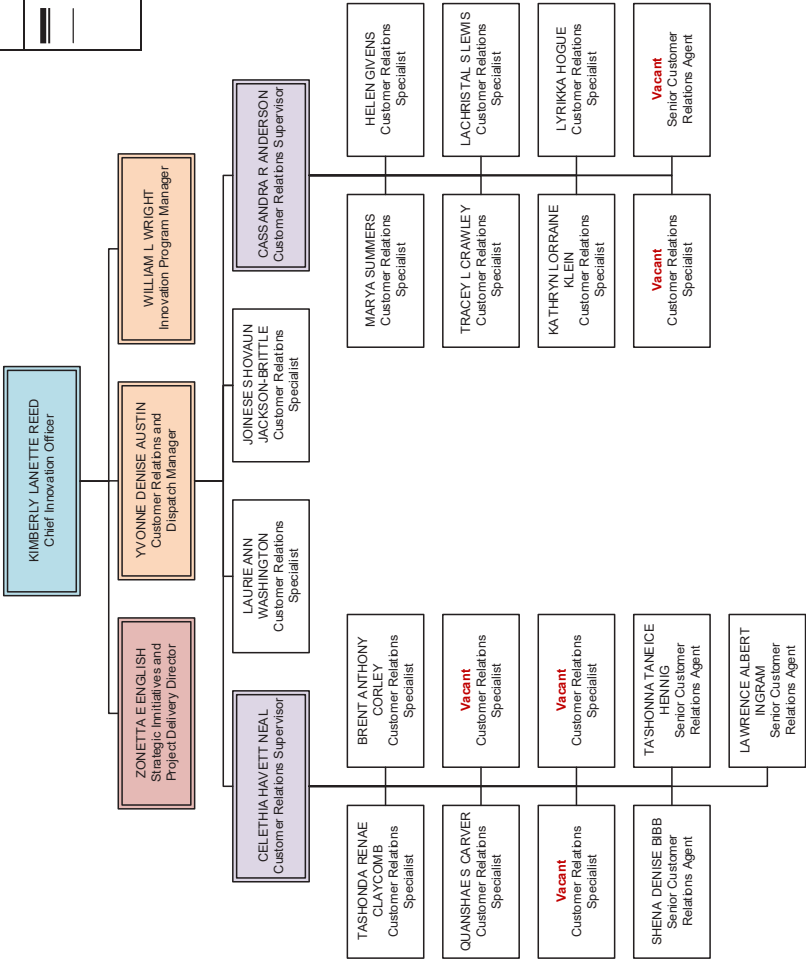 KIMBERLY LANETTE REED
Chief Innovation Officer
ZONETTA E ENGLISH
Strategic Innitiatives and
Project Delivery Director
YVONNE DENISE AUSTIN
Customer Relations and
Dispatch Manager
WILLIAM L WRIGHT
Innovation Program Manager
CELETHIA HAVETT NEAL
Customer Relations Supervisor
LAURIE ANN
WASHINGTON
Customer Relations
Specialist
JOINESE SHOVAUN
JACKSON-BRITTLE
Customer Relations
Specialist
CASSANDRA R ANDERSON
Customer Relations Supervisor
TASHONDA RENAE
CLAYCOMB
Customer Relations
Specialist
BRENT ANTHONY
CORLEY
Customer Relations
Specialist
MARYA SUMMERS
Customer Relations
Specialist
HELEN GIVENS
Customer Relations
Specialist
QUANSHAE S CARVER
Customer Relations
Specialist
Vacant
Customer Relations
Specialist
TRACEY L CRAWLEY
Customer Relations
Specialist
LACHRISTAL S LEWIS
Customer Relations
Specialist
Vacant
Customer Relations
Specialist
Vacant
Customer Relations
Specialist
KATHRYN LORRAINE
KLEIN
Customer Relations
Specialist
LYRIKKA HOGUE
Customer Relations
Specialist
SHENA DENISE BIBB
Senior Customer
Relations Agent
TA'SHONNA TANEICE
HENNIG
Senior Customer
Relations Agent
Vacant
Customer Relations
Specialist
Vacant
Senior Customer
Relations Agent
LAWRENCE ALBERT
INGRAM
Senior Customer
Relations Agent